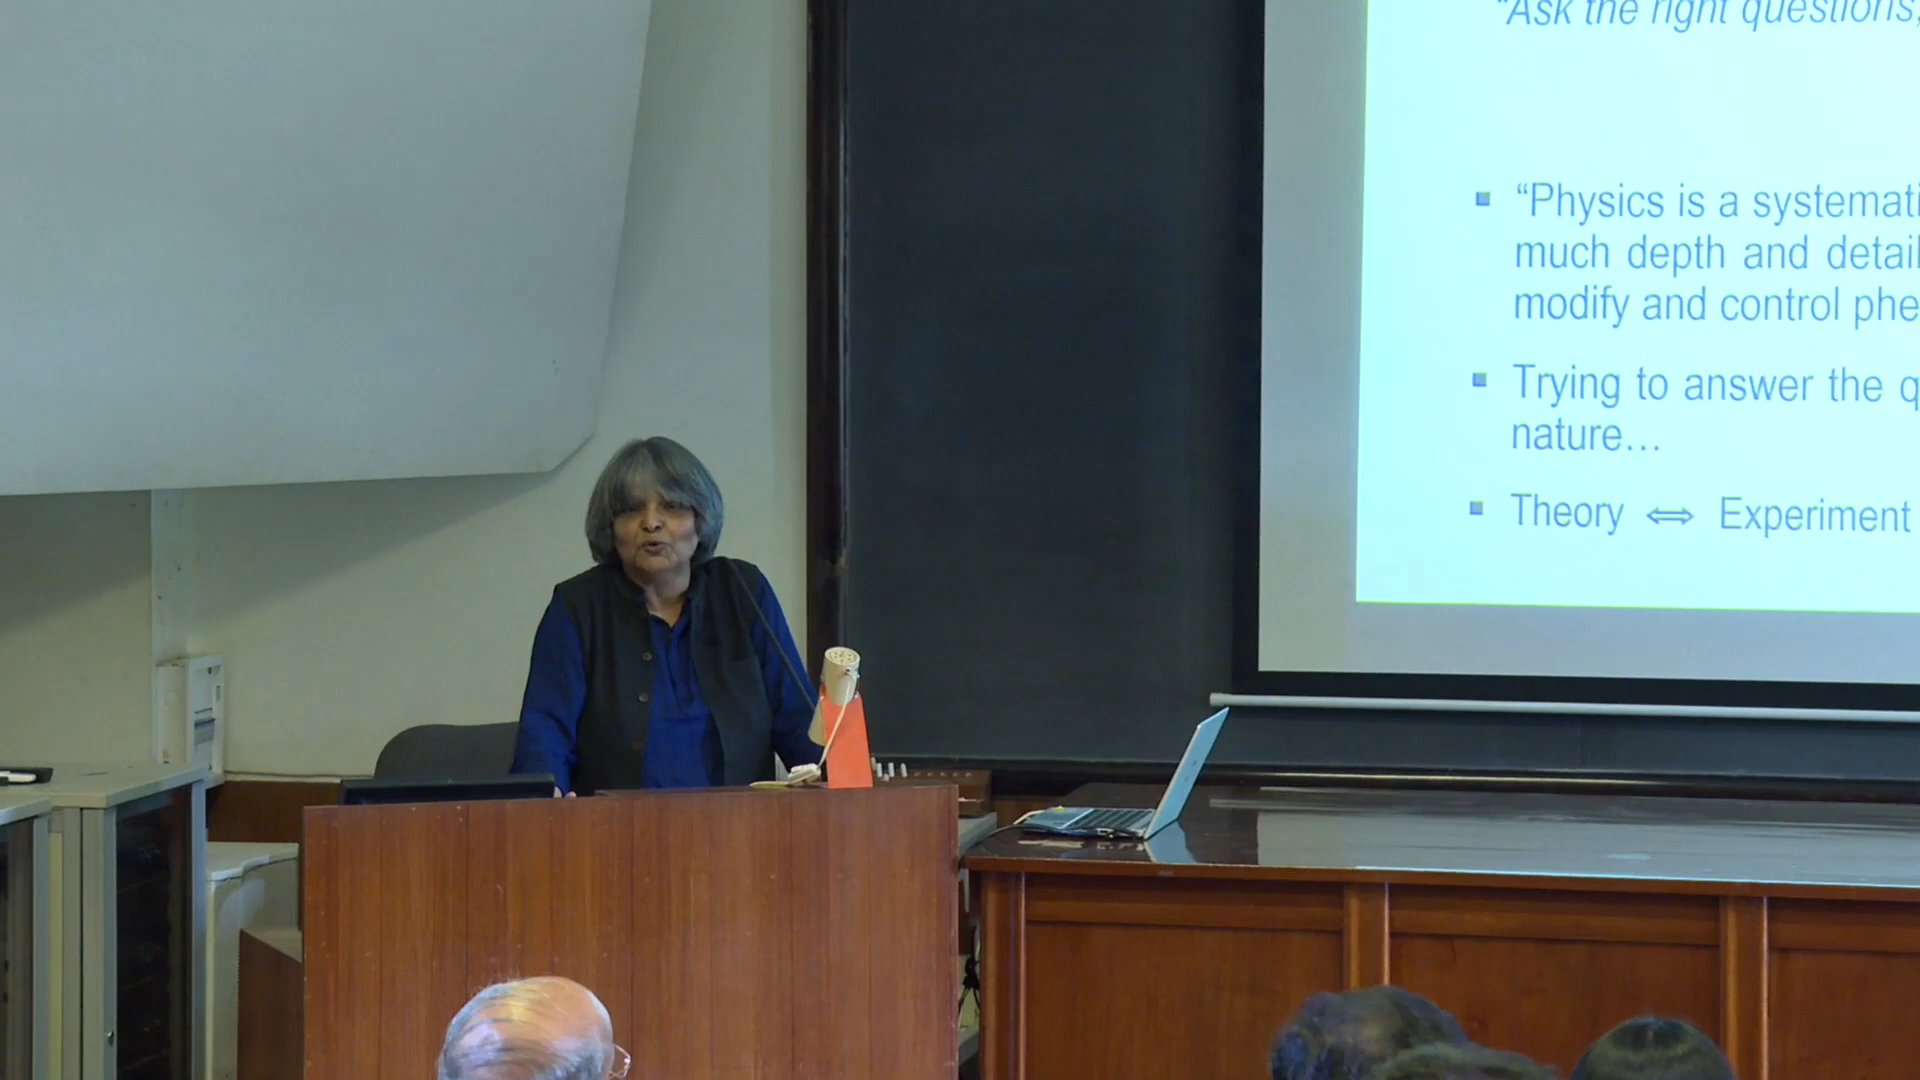 "Ask the right questions,
▪ “Physics is a systemati
much depth and detail
modify and control phe
▪ Trying to answer the q
nature…
▪ Theory ⇔ Experiment